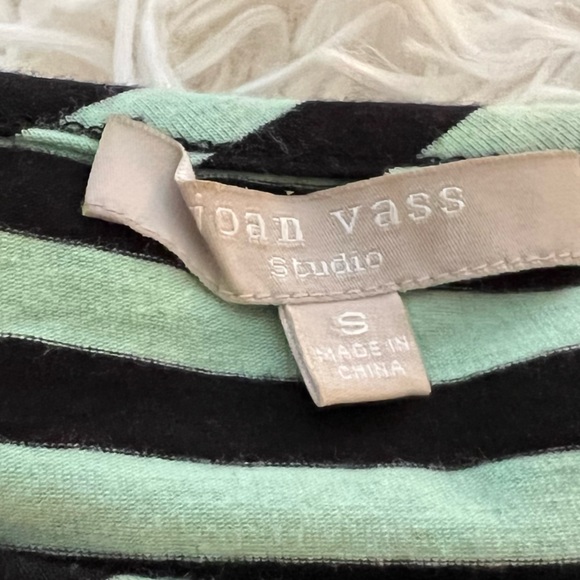 joan vass
Studio
S
MADE IN
CHINA